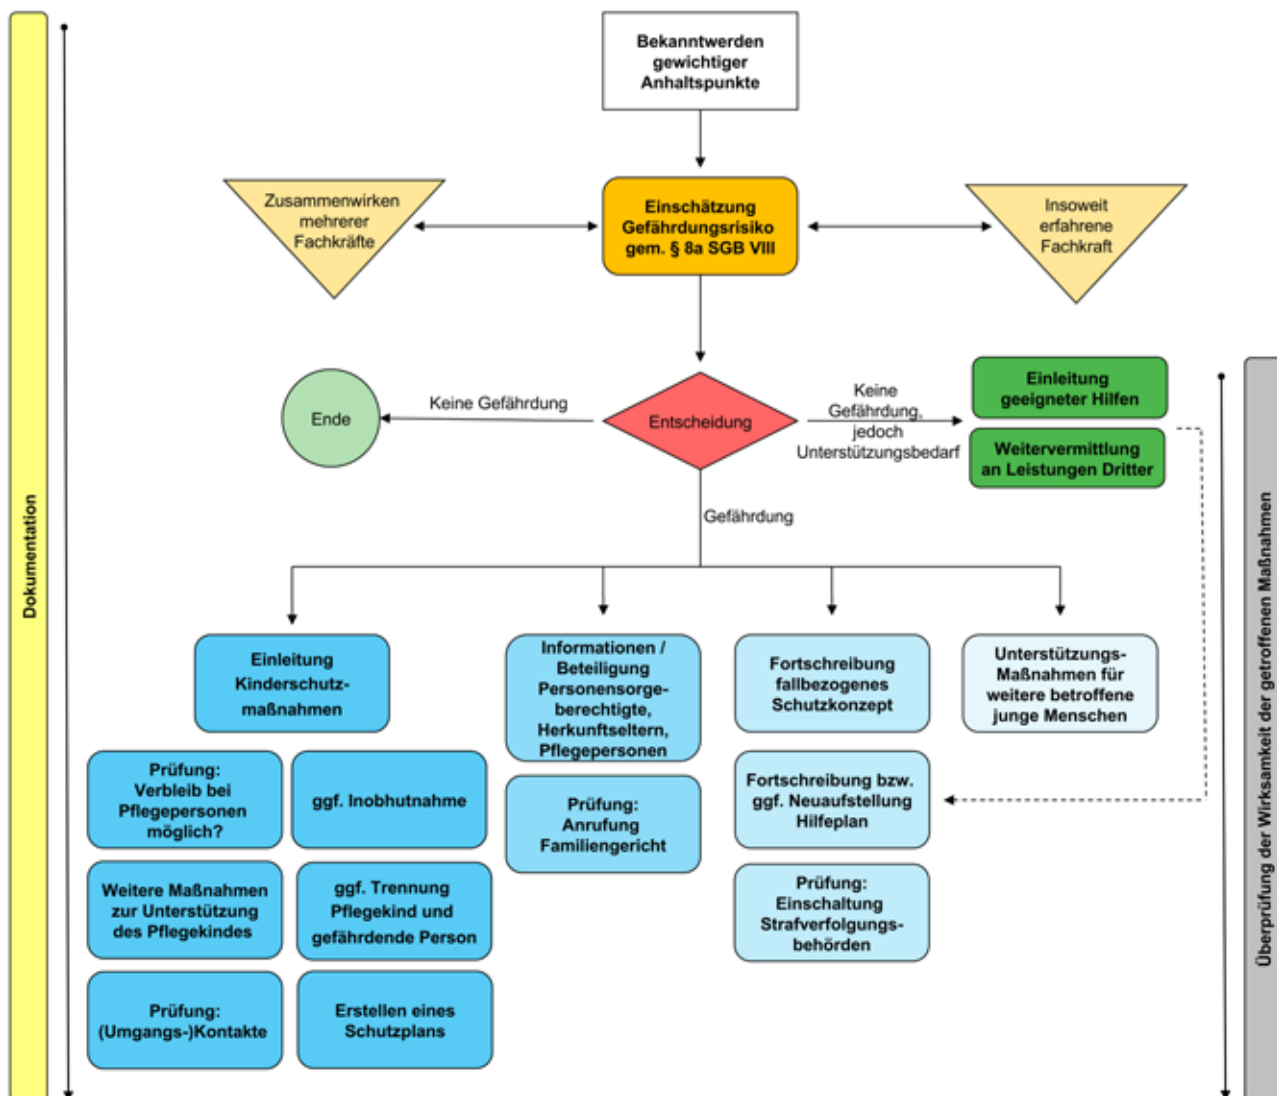 Bekanntwerden
gewichtiger
Anhaltspunkte
Zusammenwirken
mehrerer
Fachkräfte
Einschätzung
Gefährdungsrisiko
gem. § 8a SGB VIII
Insoweit
erfahrene
Fachkraft
Ende
Keine Gefährdung
Entscheidung
Keine
Gefährdung,
jedoch
Unterstützungsbedarf
Einleitung
geeigneter Hilfen
Weitervermittlung
an Leistungen Dritter
Gefährdung
Dokumentation
Überprüfung der Wirksamkeit der getroffenen Maßnahmen
Einleitung
Kinderschutz-
maßnahmen
Prüfung:
Verbleib bei
Pflegepersonen
möglich?
ggf. Inobhutnahme
Weitere Maßnahmen
zur Unterstützung
des Pflegekindes
ggf. Trennung
Pflegekind und
gefährdende Person
Prüfung:
(Umgangs-)Kontakte
Erstellen eines
Schutzplans
Informationen /
Beteiligung
Personensorge-
berechtigte,
Herkunftseltern,
Pflegepersonen
Prüfung:
Anrufung
Familiengericht
Fortschreibung
fallbezogenes
Schutzkonzept
Fortschreibung bzw.
ggf. Neuaufstellung
Hilfeplan
Prüfung:
Einschaltung
Strafverfolgungs-
behörden
Unterstützungs-
Maßnahmen für
weitere betroffene
junge Menschen